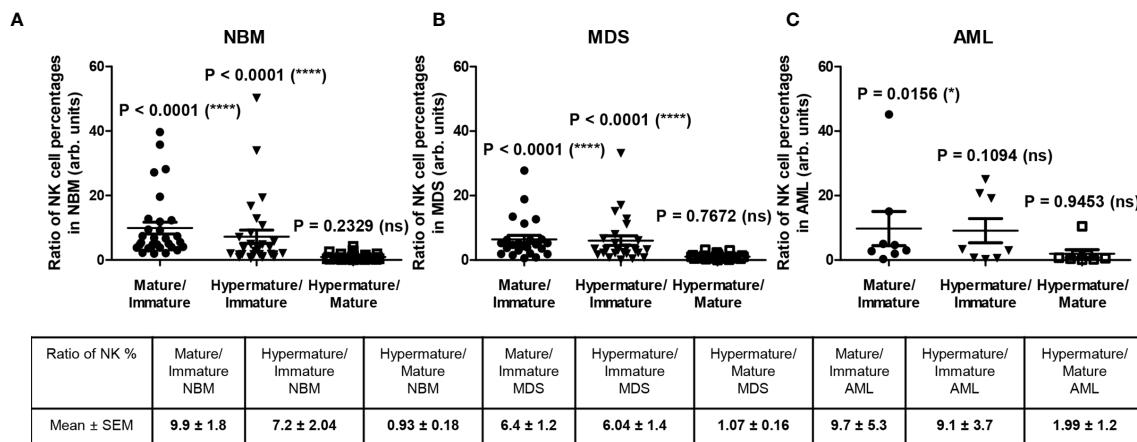 A
NBM
Ratio of NK cell percentages
in NBM (arb. units)
60
40
20
0
P < 0.0001 (****)
P < 0.0001 (****)
P = 0.2329 (ns)
Mature/
Immature
Hypermature/
Immature
Hypermature/
Mature
B
MDS
Ratio of NK cell percentages
in MDS (arb. units)
60
40
20
0
P < 0.0001 (****)
P < 0.0001 (****)
P = 0.7672 (ns)
Mature/
Immature
Hypermature/
Immature
Hypermature/
Mature
C
AML
Ratio of NK cell percentages
in AML (arb. units)
60
40
20
0
P = 0.0156 (*)
P = 0.1094 (ns)
P = 0.9453 (ns)
Mature/
Immature
Hypermature/
Immature
Hypermature/
Mature
Ratio of NK %
Mature/
Immature
NBM
Hypermature/
Immature
NBM
Hypermature/
Mature
NBM
Mature/
Immature
MDS
Hypermature/
Immature
MDS
Hypermature/
Mature
MDS
Mature/
Immature
AML
Hypermature/
Immature
AML
Hypermature/
Mature
AML
Mean ± SEM
9.9 ± 1.8
7.2 ± 2.04
0.93 ± 0.18
6.4 ± 1.2
6.04 ± 1.4
1.07 ± 0.16
9.7 ± 5.3
9.1 ± 3.7
1.99 ± 1.2